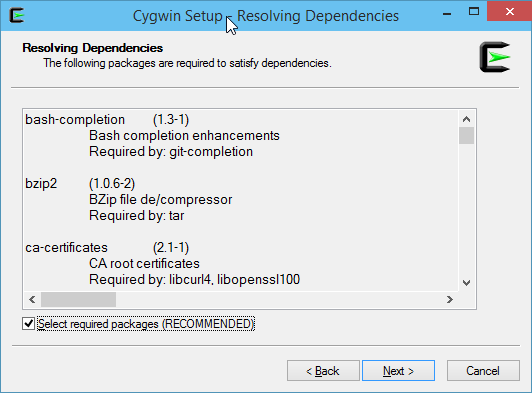 Cygwin Setup - Resolving Dependencies
Resolving Dependencies
The following packages are required to satisfy dependencies.
bash-completion (1.3-1)
Bash completion enhancements
Required by: git-completion
bzip2 (1.0.6-2)
BZip file de/compressor
Required by: tar
ca-certificates (2.1-1)
CA root certificates
Required by: libcurl4, libopenssl100
Select required packages (RECOMMENDED)
< Back Next > Cancel